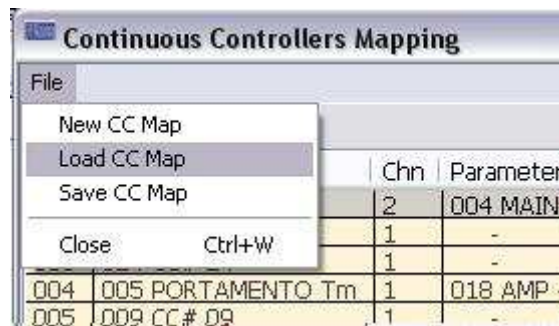 Continuous Controllers Mapping
File
New CC Map
Load CC Map
Save CC Map
Close Ctrl+W
Chn Parameter
2 004 MAIN
1 -
1 -
004 005 PORTAMENTO Tm 1 018 AMP
005 009 CC# 09 1 -